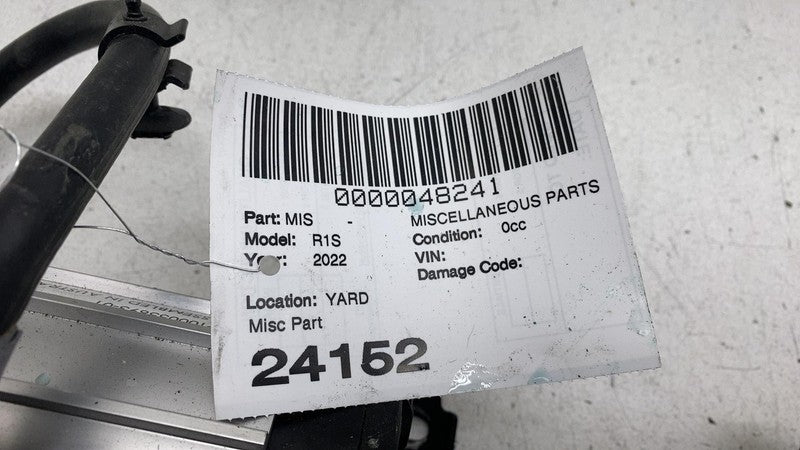 0000048241
Part: MIS - MISCELLANEOUS PARTS
Model: R1S Condition: 0cc
Year: 2022 VIN:
Damage Code:
Location: YARD
Misc Part
24152